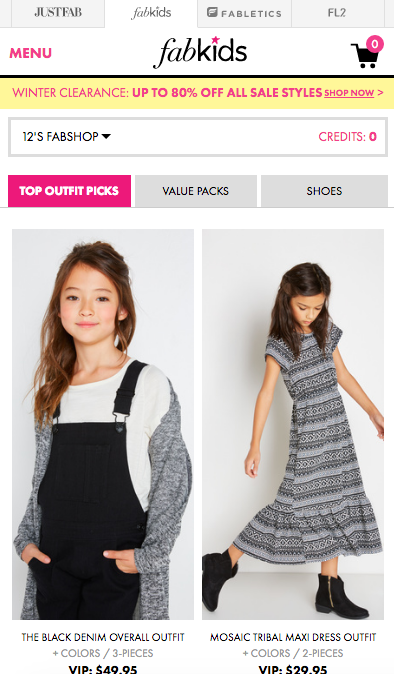 JUSTFAB
fabkids
FABLETICS
FL2
MENU
fabkids
0
WINTER CLEARANCE: UP TO 80% OFF ALL SALE STYLES SHOP NOW >
12'S FABSHOP
CREDITS: 0
TOP OUTFIT PICKS
VALUE PACKS
SHOES
THE BLACK DENIM OVERALL OUTFIT
+ COLORS / 3-PIECES
VIP: $49.95
MOSAIC TRIBAL MAXI DRESS OUTFIT
+ COLORS / 2-PIECES
VIP: $29.95